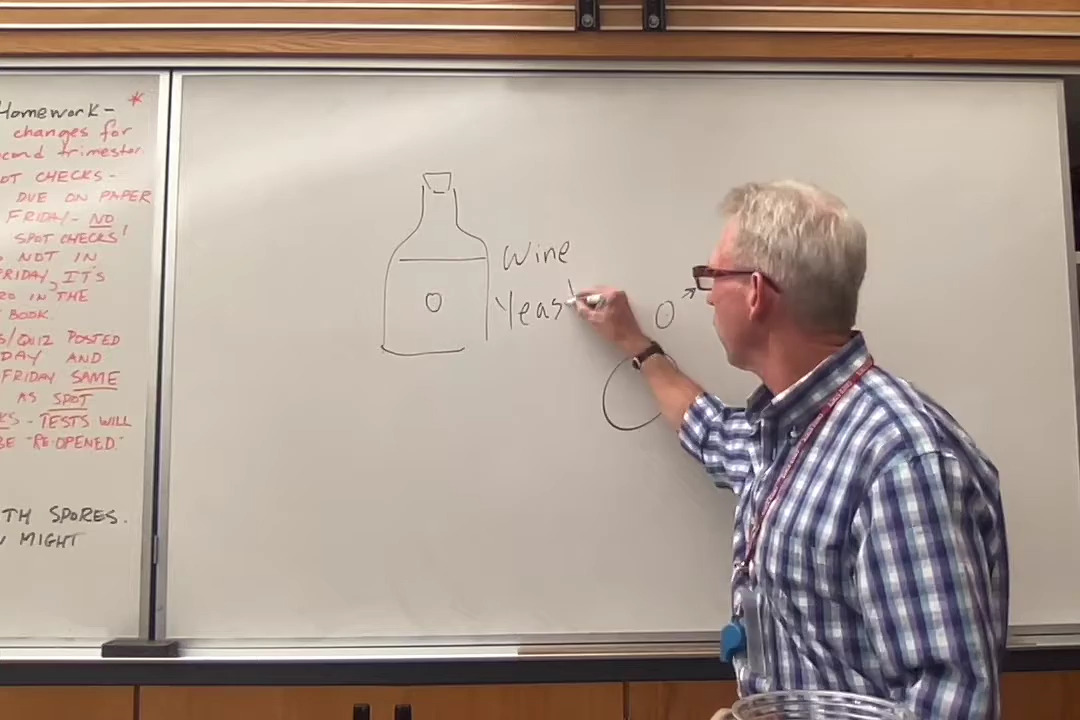 Homework- *
changes for
cond trimester.
OT CHECKS-
DUE ON PAPER
FRIDAY- NO
SPOT CHECKS!
NOT IN
FRIDAY, IT'S
RO IN THE
BOOK.
S/QUIZ POSTED
DAY AND
FRIDAY SAME
AS SPOT
KS - TESTS WILL
BE "RE-OPENED."
TH SPORES.
MIGHT
Wine
Yeast